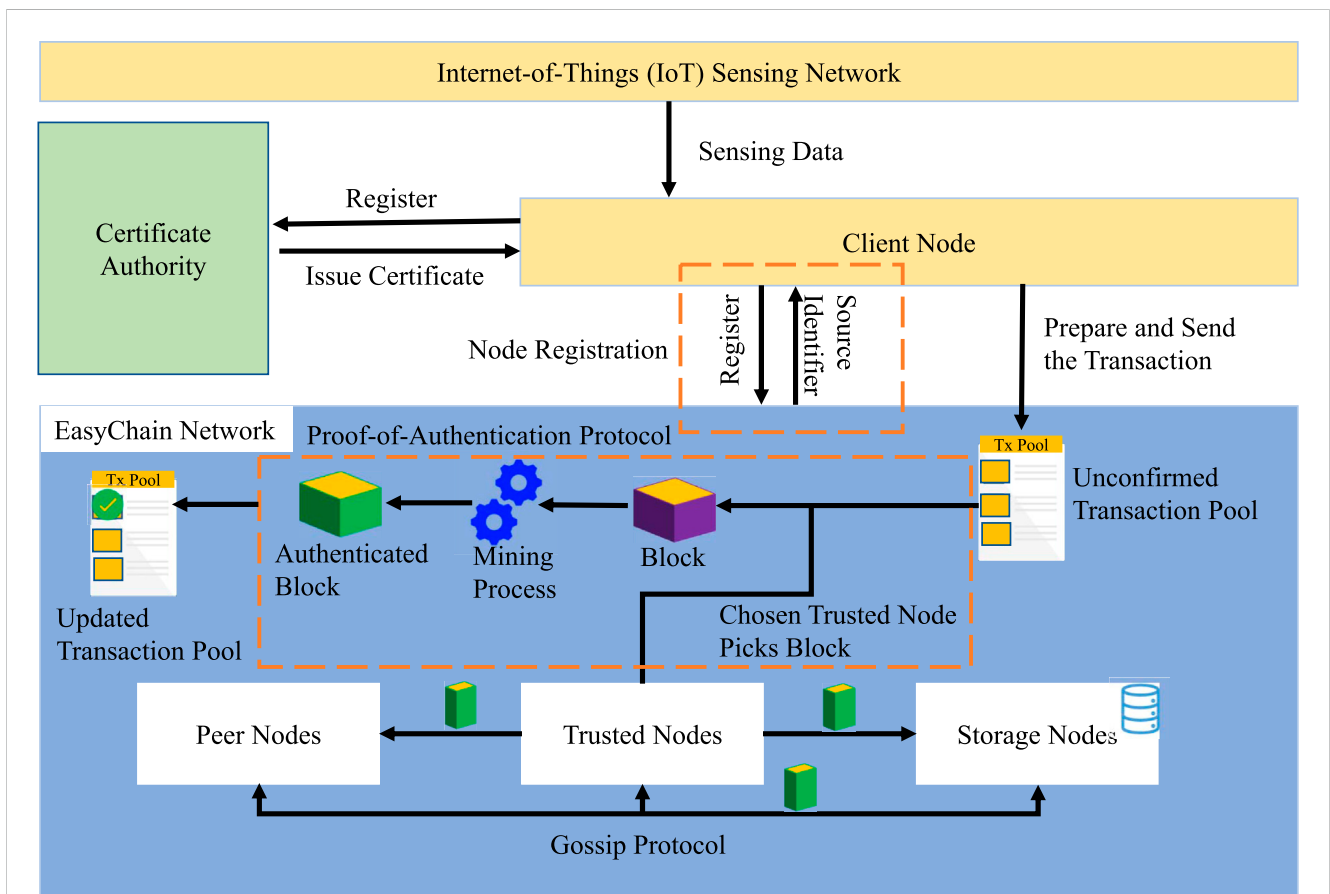 Internet-of-Things (IoT) Sensing Network
Sensing Data
Certificate
Authority
Register
Issue Certificate
Client Node
Node Registration
Register
Source
Identifier
Prepare and Send
the Transaction
EasyChain Network
Proof-of-Authentication Protocol
Tx Pool
Unconfirmed
Transaction Pool
Tx Pool
Updated
Transaction Pool
Authenticated
Block
Mining
Process
Block
Chosen Trusted Node
Picks Block
Peer Nodes
Trusted Nodes
Storage Nodes
Gossip Protocol